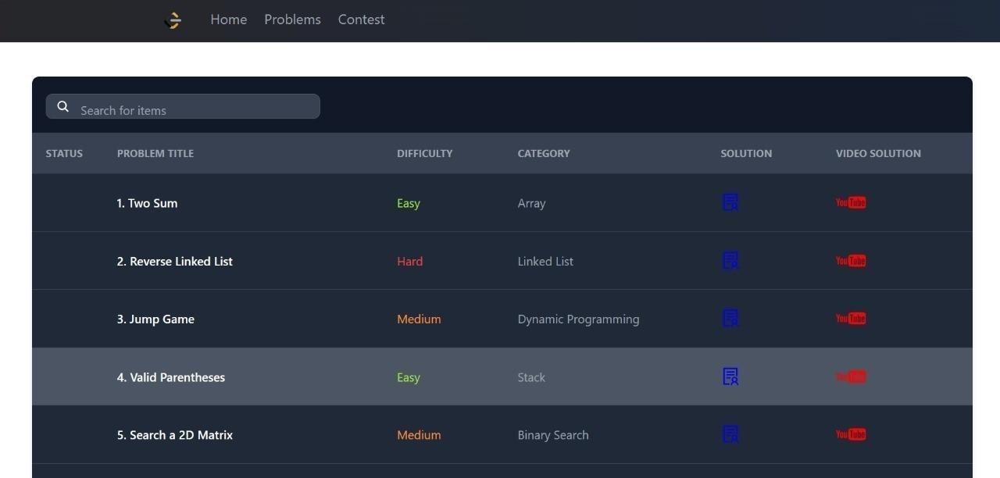 Home Problems Contest
Search for items
STATUS PROBLEM TITLE DIFFICULTY CATEGORY SOLUTION VIDEO SOLUTION
1. Two Sum Easy Array YouTube
2. Reverse Linked List Hard Linked List YouTube
3. Jump Game Medium Dynamic Programming YouTube
4. Valid Parentheses Easy Stack YouTube
5. Search a 2D Matrix Medium Binary Search YouTube